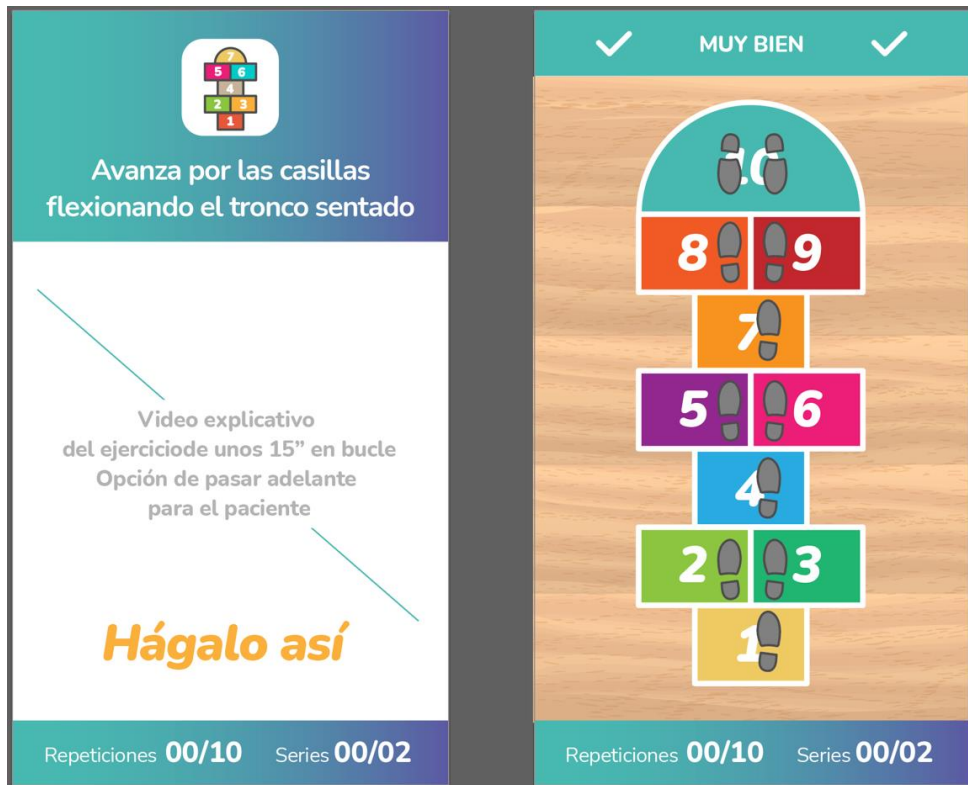 7
5 6
4
2 3
1
Avanza por las casillas
flexionando el tronco sentado
Video explicativo
del ejerciciode unos 15” en bucle
Opción de pasar adelante
para el paciente
Hágalo así
Repeticiones 00/10 Series 00/02
MUY BIEN
10
8 9
7
5 6
4
2 3
1
Repeticiones 00/10 Series 00/02